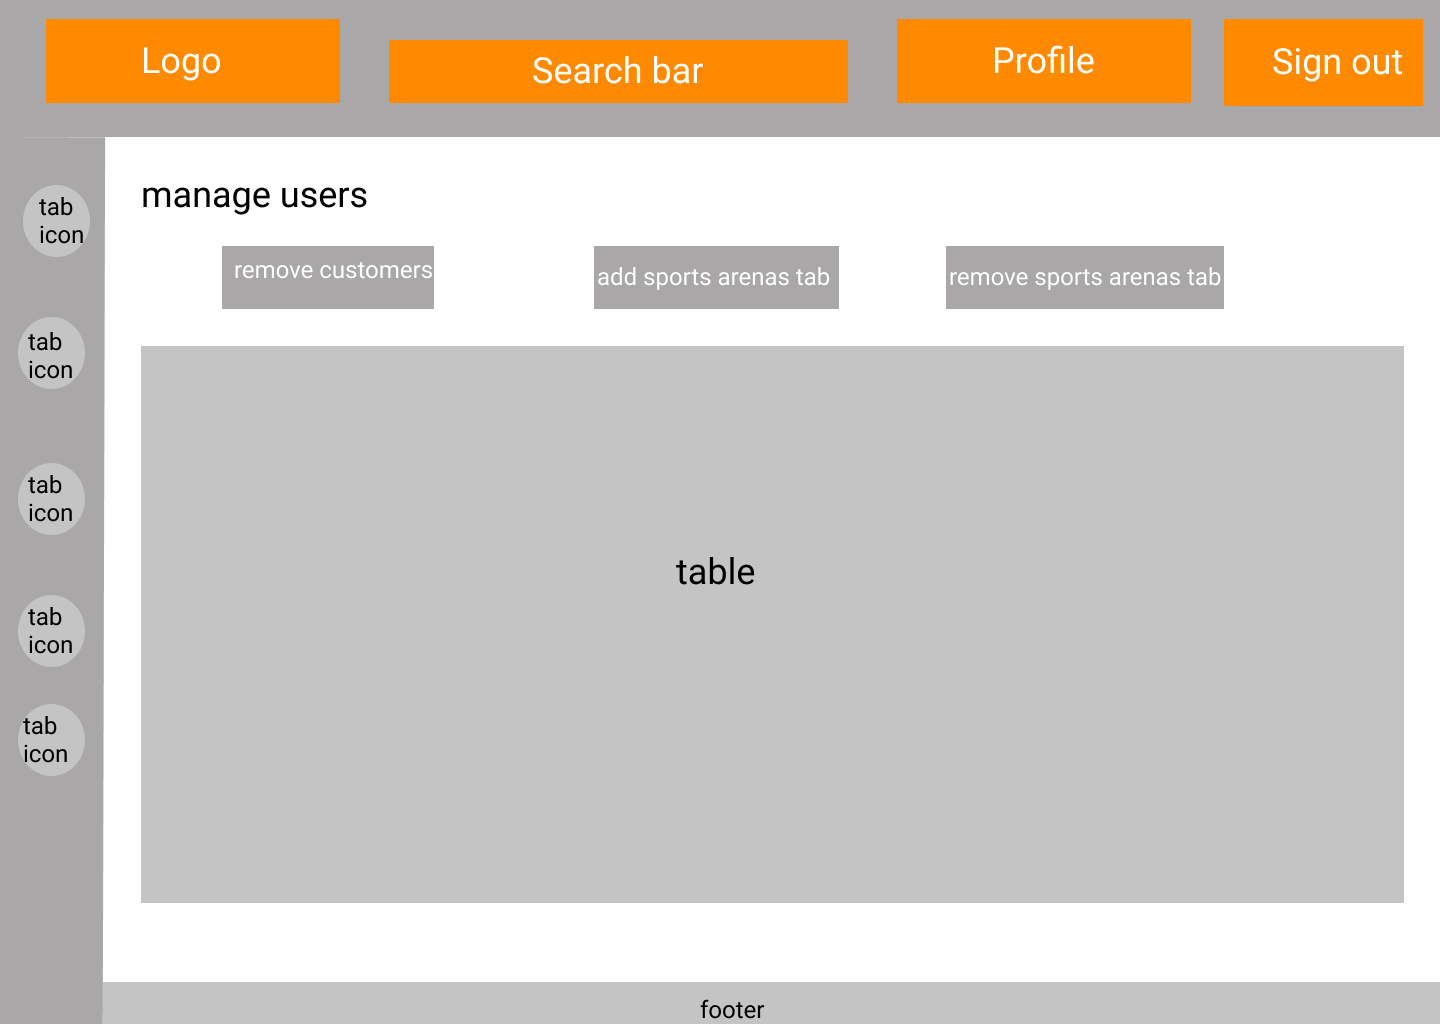 Logo
Search bar
Profile
Sign out
manage users
remove customers
add sports arenas tab
remove sports arenas tab
tab
icon
tab
icon
tab
icon
tab
icon
tab
icon
table
footer